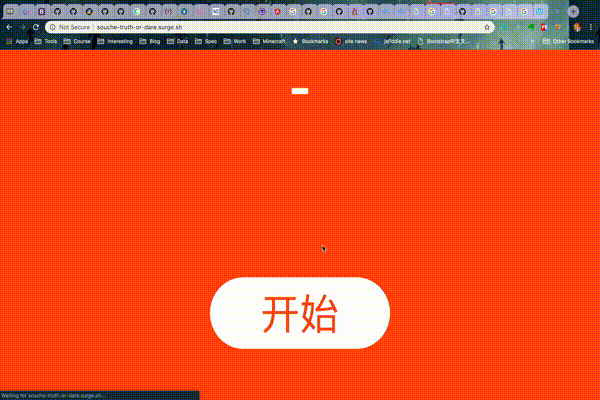 Not Secure | souche-truth-or-dare.surge.sh
Apps Tools Course Interesting Blog Data Spec Work Minecraft Bookmarks site news jsfiddle.net Bootstrap中文文... Other Bookmarks
开始
Waiting for souche-truth-or-dare.surge.sh...